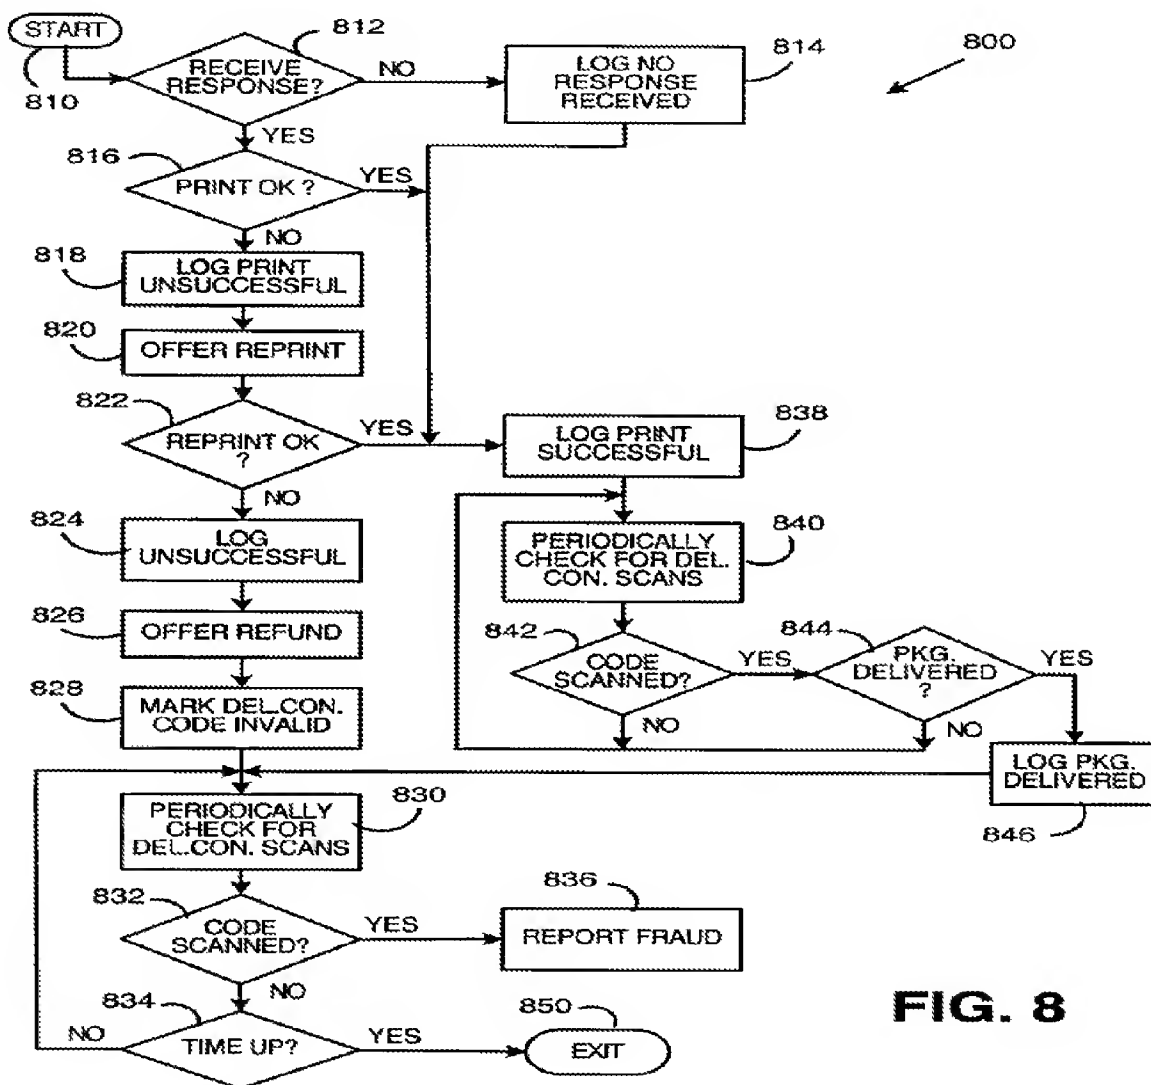 START
810
812
RECEIVE
RESPONSE?
NO
YES
LOG NO
RESPONSE
RECEIVED
814
800
816
PRINT OK ?
YES
NO
818
LOG PRINT
UNSUCCESSFUL
820
OFFER REPRINT
822
REPRINT OK
?
YES
NO
LOG PRINT
SUCCESSFUL
838
824
LOG
UNSUCCESSFUL
PERIODICALLY
CHECK FOR DEL.
CON. SCANS
840
826
OFFER REFUND
842
CODE
SCANNED?
YES
NO
844
PKG.
DELIVERED
?
YES
NO
828
MARK DEL.CON.
CODE INVALID
LOG PKG.
DELIVERED
846
PERIODICALLY
CHECK FOR
DEL.CON. SCANS
830
832
CODE
SCANNED?
YES
NO
836
REPORT FRAUD
834
TIME UP?
NO
YES
850
EXIT
FIG. 8